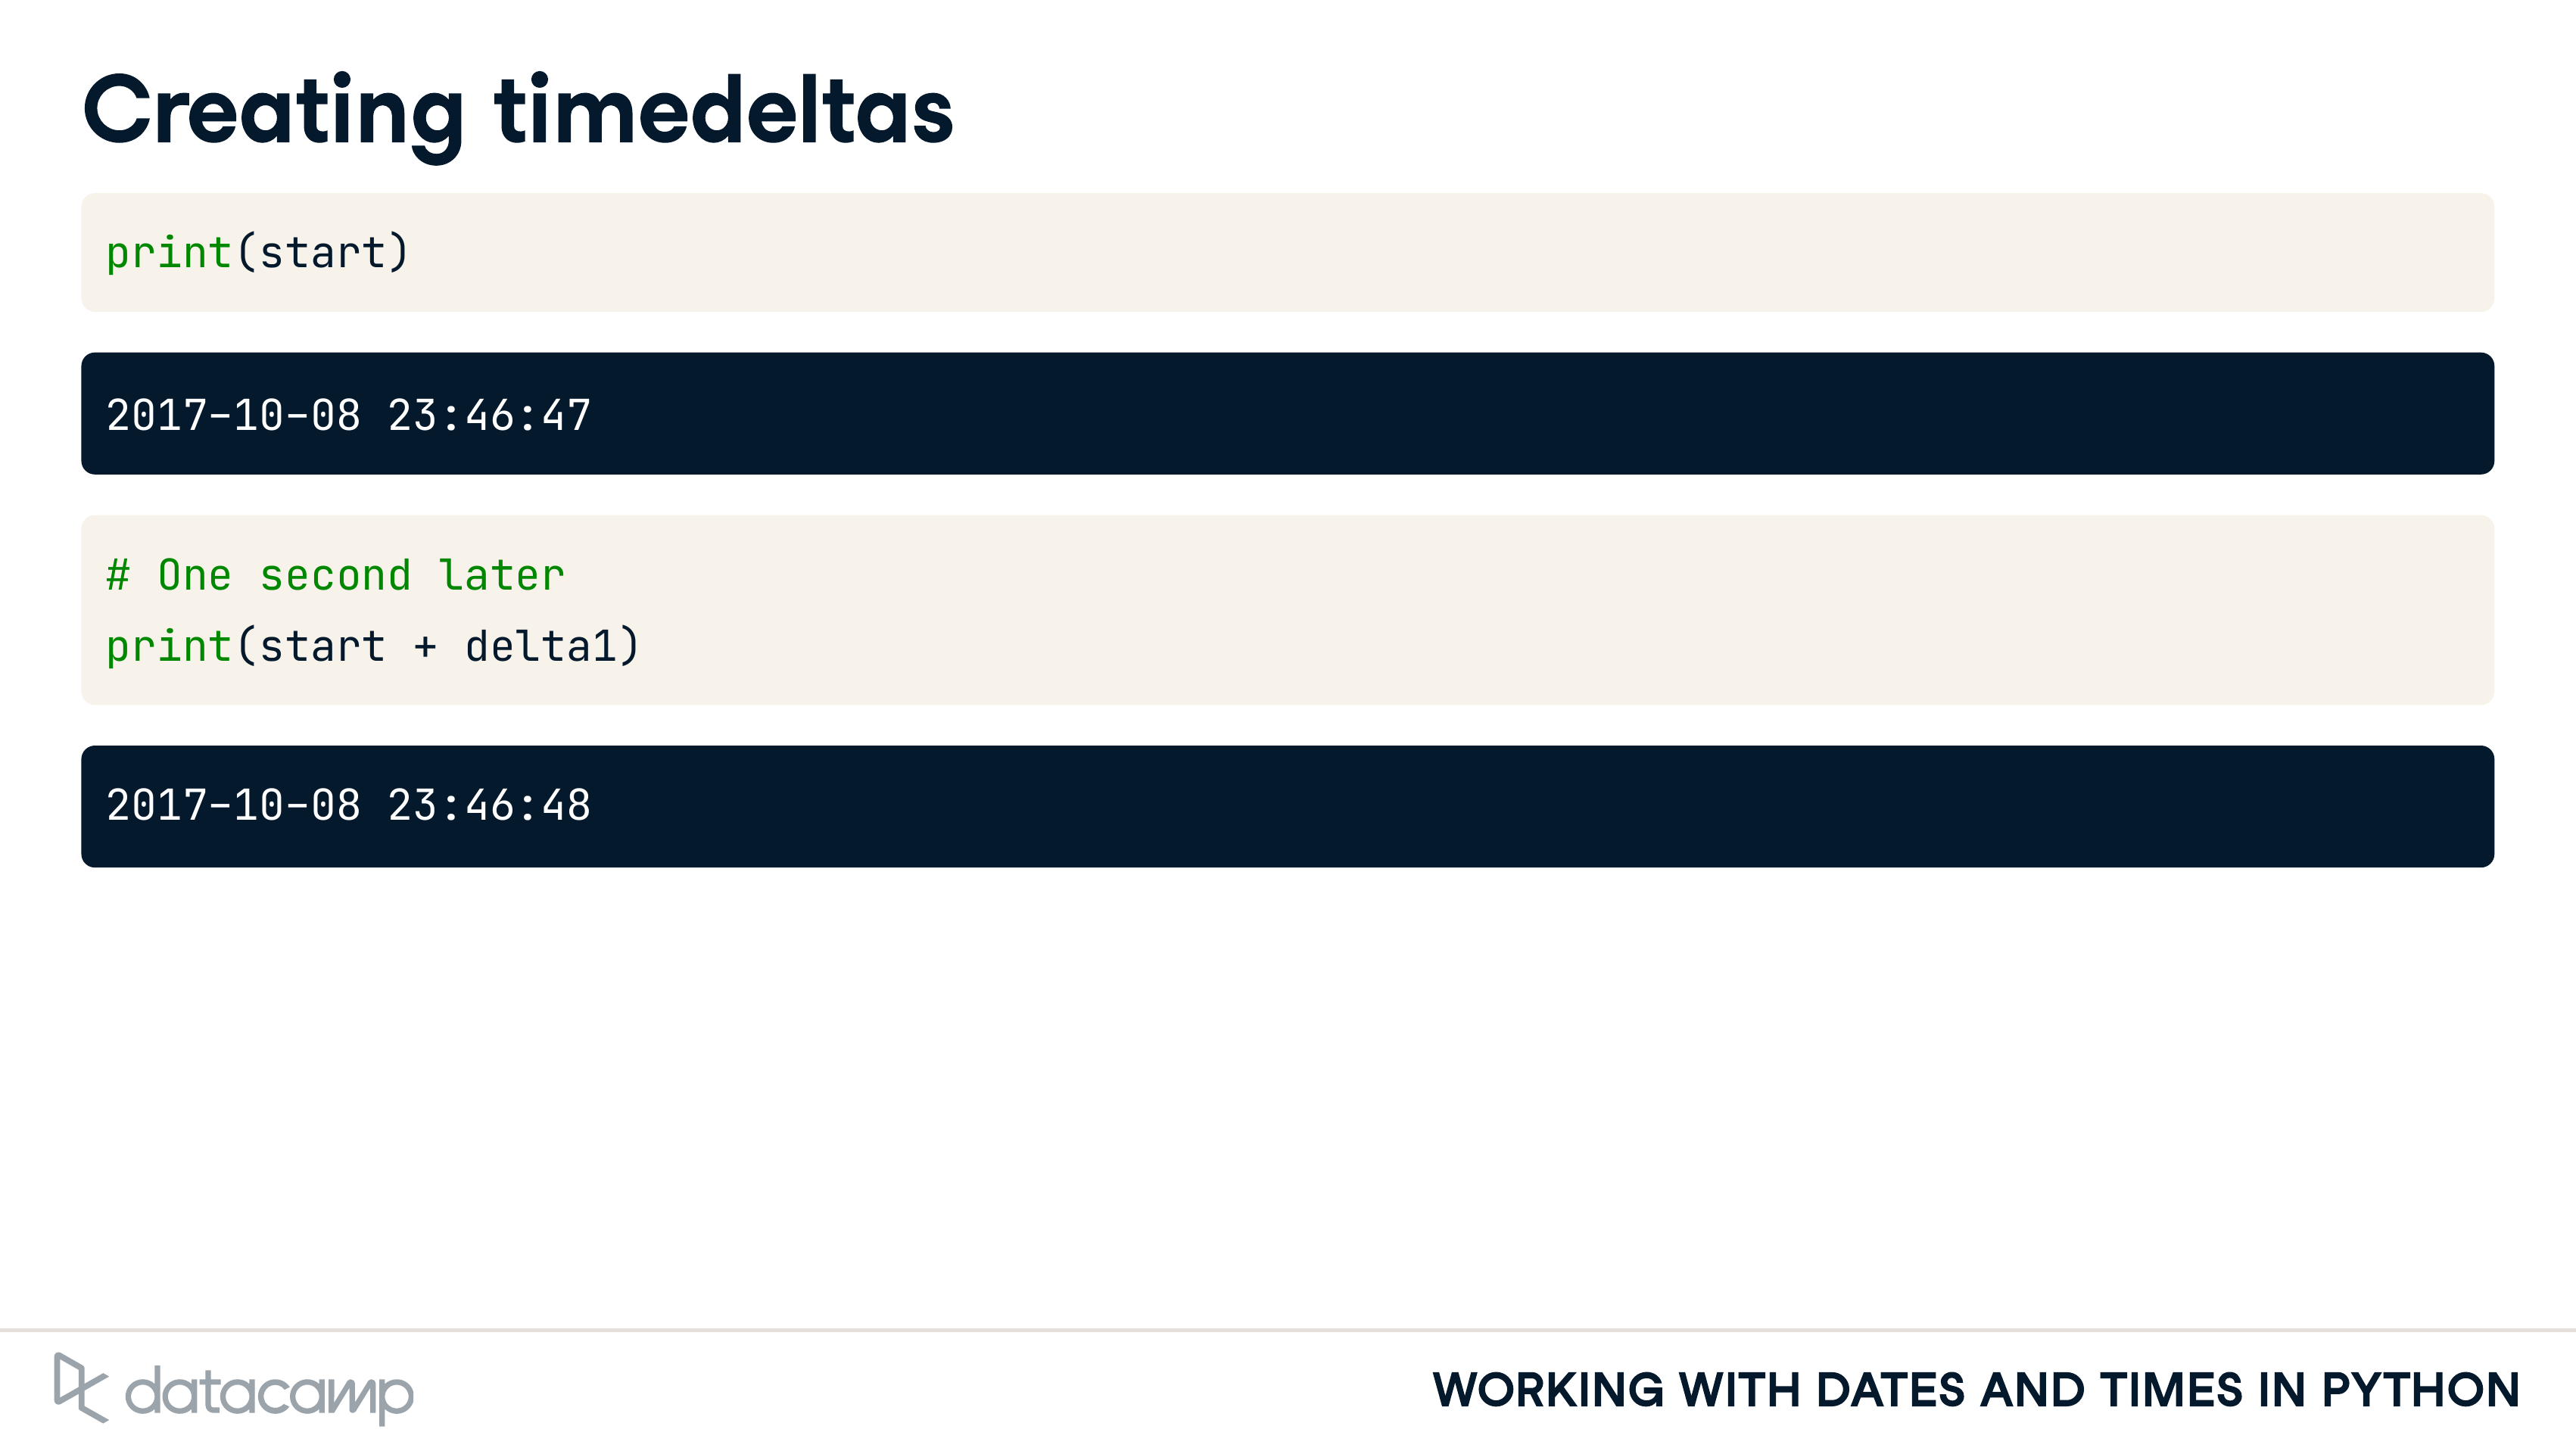 Creating timedeltas
print(start)
2017-10-08 23:46:47
# One second later
print(start + delta1)
2017-10-08 23:46:48
datacamp
WORKING WITH DATES AND TIMES IN PYTHON